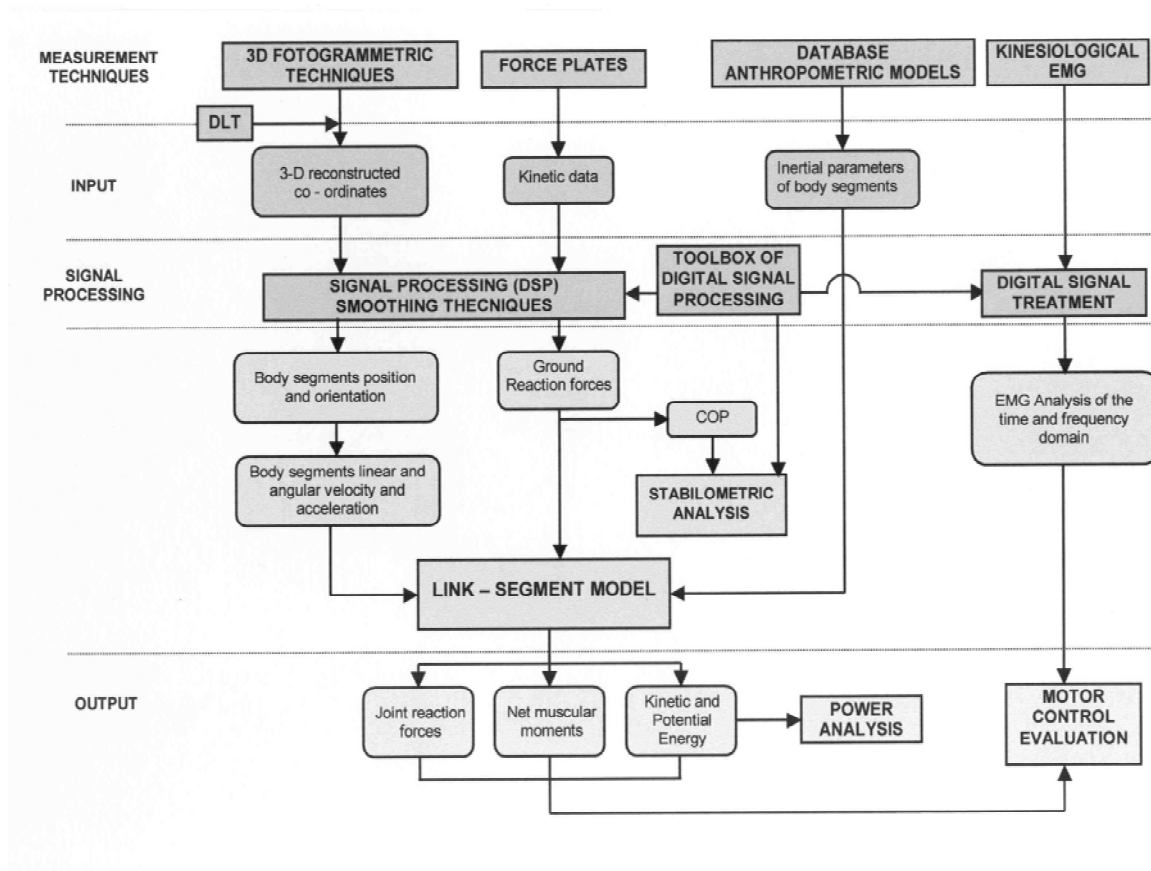 MEASUREMENT
TECHNIQUES
3D FOTOGRAMMETRIC
TECHNIQUES
FORCE PLATES
DATABASE
ANTHROPOMETRIC MODELS
KINESIOLOGICAL
EMG
DLT
INPUT
3-D reconstructed
co - ordinates
Kinetic data
Inertial parameters
of body segments
SIGNAL
PROCESSING
SIGNAL PROCESSING (DSP)
SMOOTHING THECNIQUES
TOOLBOX OF
DIGITAL SIGNAL
PROCESSING
DIGITAL SIGNAL
TREATMENT
Body segments position
and orientation
Ground
Reaction forces
COP
EMG Analysis of the
time and frequency
domain
Body segments linear and
angular velocity and
acceleration
STABILOMETRIC
ANALYSIS
LINK – SEGMENT MODEL
OUTPUT
Joint reaction
forces
Net muscular
moments
Kinetic and
Potential
Energy
POWER
ANALYSIS
MOTOR
CONTROL
EVALUATION